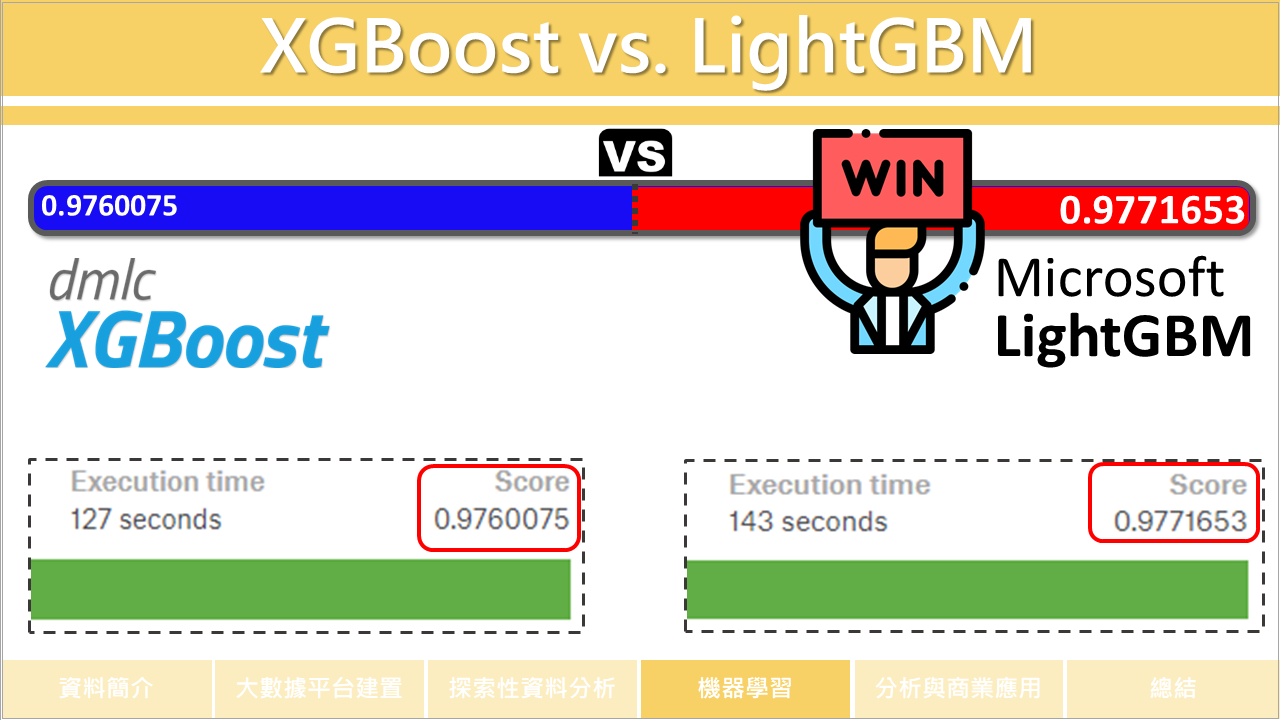 XGBoost vs. LightGBM
VS
WIN
0.9760075
0.9771653
dmlc
XGBoost
Microsoft
LightGBM
Execution time
Score
127 seconds
0.9760075
Execution time
Score
143 seconds
0.9771653
資料簡介
大數據平台建置
探索性資料分析
機器學習
分析與商業應用
總結